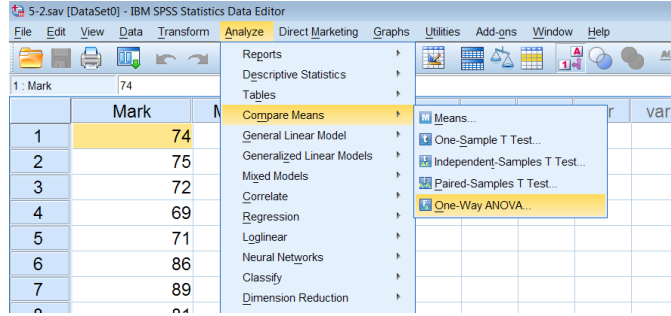 5-2.sav [DataSet0] - IBM SPSS Statistics Data Editor
File Edit View Data Transform Analyze Direct Marketing Graphs Utilities Add-ons Window Help
1 : Mark 74
Mark
var
1 74
2 75
3 72
4 69
5 71
6 86
7 89
Reports
Descriptive Statistics
Tables
Compare Means
General Linear Model
Generalized Linear Models
Mixed Models
Correlate
Regression
Loglinear
Neural Networks
Classify
Dimension Reduction
Means...
One-Sample T Test...
Independent-Samples T Test...
Paired-Samples T Test...
One-Way ANOVA...